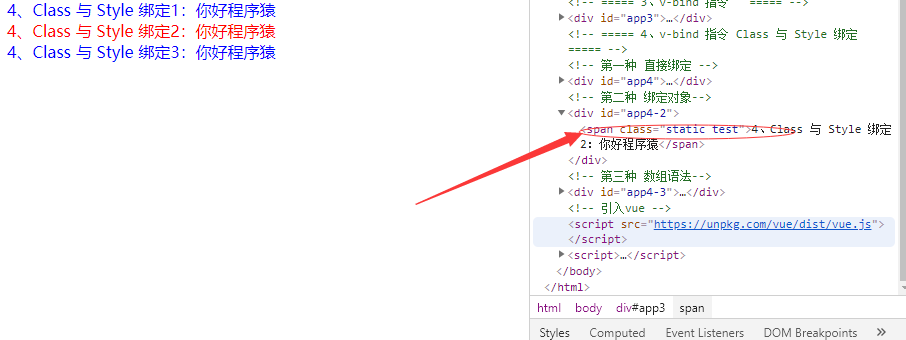 4、Class 与 Style 绑定1：你好程序猿
4、Class 与 Style 绑定2：你好程序猿
4、Class 与 Style 绑定3：你好程序猿
<!-- ===== 3、v-bind 指令 ===== -->
<div id="app3">…</div>
<!-- ===== 4、v-bind 指令 Class 与 Style 绑定
===== -->
<!-- 第一种 直接绑定 -->
<div id="app4">…</div>
<!-- 第二种 绑定对象-->
<div id="app4-2">
<span class="static test">4、Class 与 Style 绑定
2：你好程序猿</span>
</div>
<!-- 第三种 数组语法-->
<div id="app4-3">…</div>
<!-- 引入vue -->
<script src="https://unpkg.com/vue/dist/vue.js">
</script>
<script>…</script>
</body>
</html>
html body div#app3 span
Styles Computed Event Listeners DOM Breakpoints »